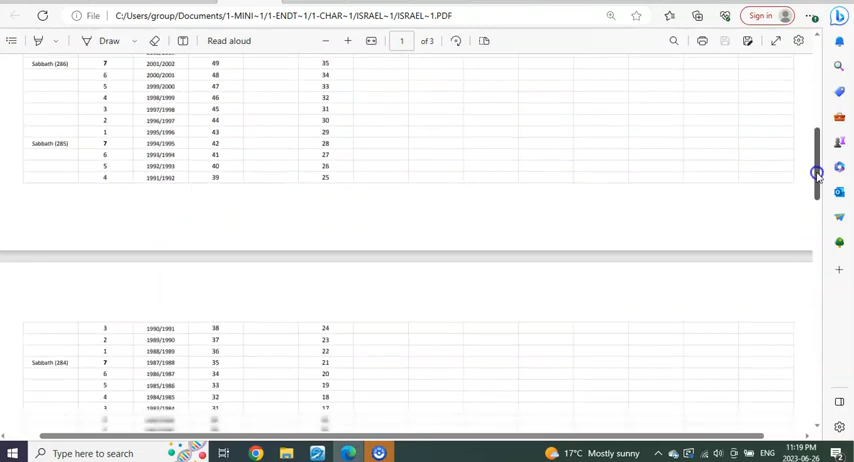 File C:/Users/group/Documents/1-MINI~1/1-ENDT~1/1-CHAR~1/ISRAEL~1/ISRAEL~1.PDF Sign in
Draw Read aloud 1 of 3
Sabbath (286) 7 2001/2002 49 35
6 2000/2001 48 34
5 1999/2000 47 33
4 1998/1999 46 32
3 1997/1998 45 31
2 1996/1997 44 30
1 1995/1996 43 29
Sabbath (285) 7 1994/1995 42 28
6 1993/1994 41 27
5 1992/1993 40 26
4 1991/1992 39 25
3 1990/1991 38 24
2 1989/1990 37 23
1 1988/1989 36 22
Sabbath (284) 7 1987/1988 35 21
6 1986/1987 34 20
5 1985/1986 33 19
4 1984/1985 32 18
3 1983/1984 31 17
Type here to search 17°C Mostly sunny ENG 11:19 PM
2023-06-26 2